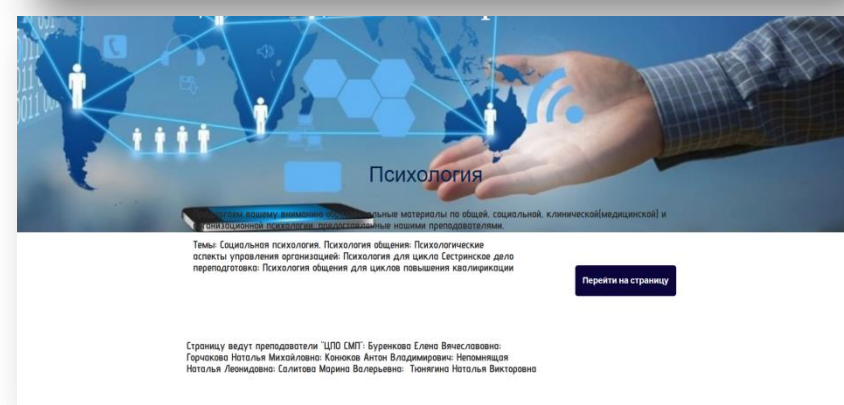 Психология
вашему вниманию материалы по общей, социальной, клинической(медицинской) и
организационной психологии, предоставленные нашими преподавателями.
Темы: Социальная психология. Психология общения; Психологические
аспекты управления организацией; Психология для цикла Сестринское дело
переподготовка; Психология общения для циклов повышения квалификации
Перейти на страницу
Страницу ведут преподаватели "ЦПО СМП": Буренкова Елена Вячеславовна;
Горчакова Наталья Михайловна; Конюков Антон Владимирович; Непомнящая
Наталья Леонидовна; Салитова Марина Валерьевна; Тюнягина Наталья Викторовна